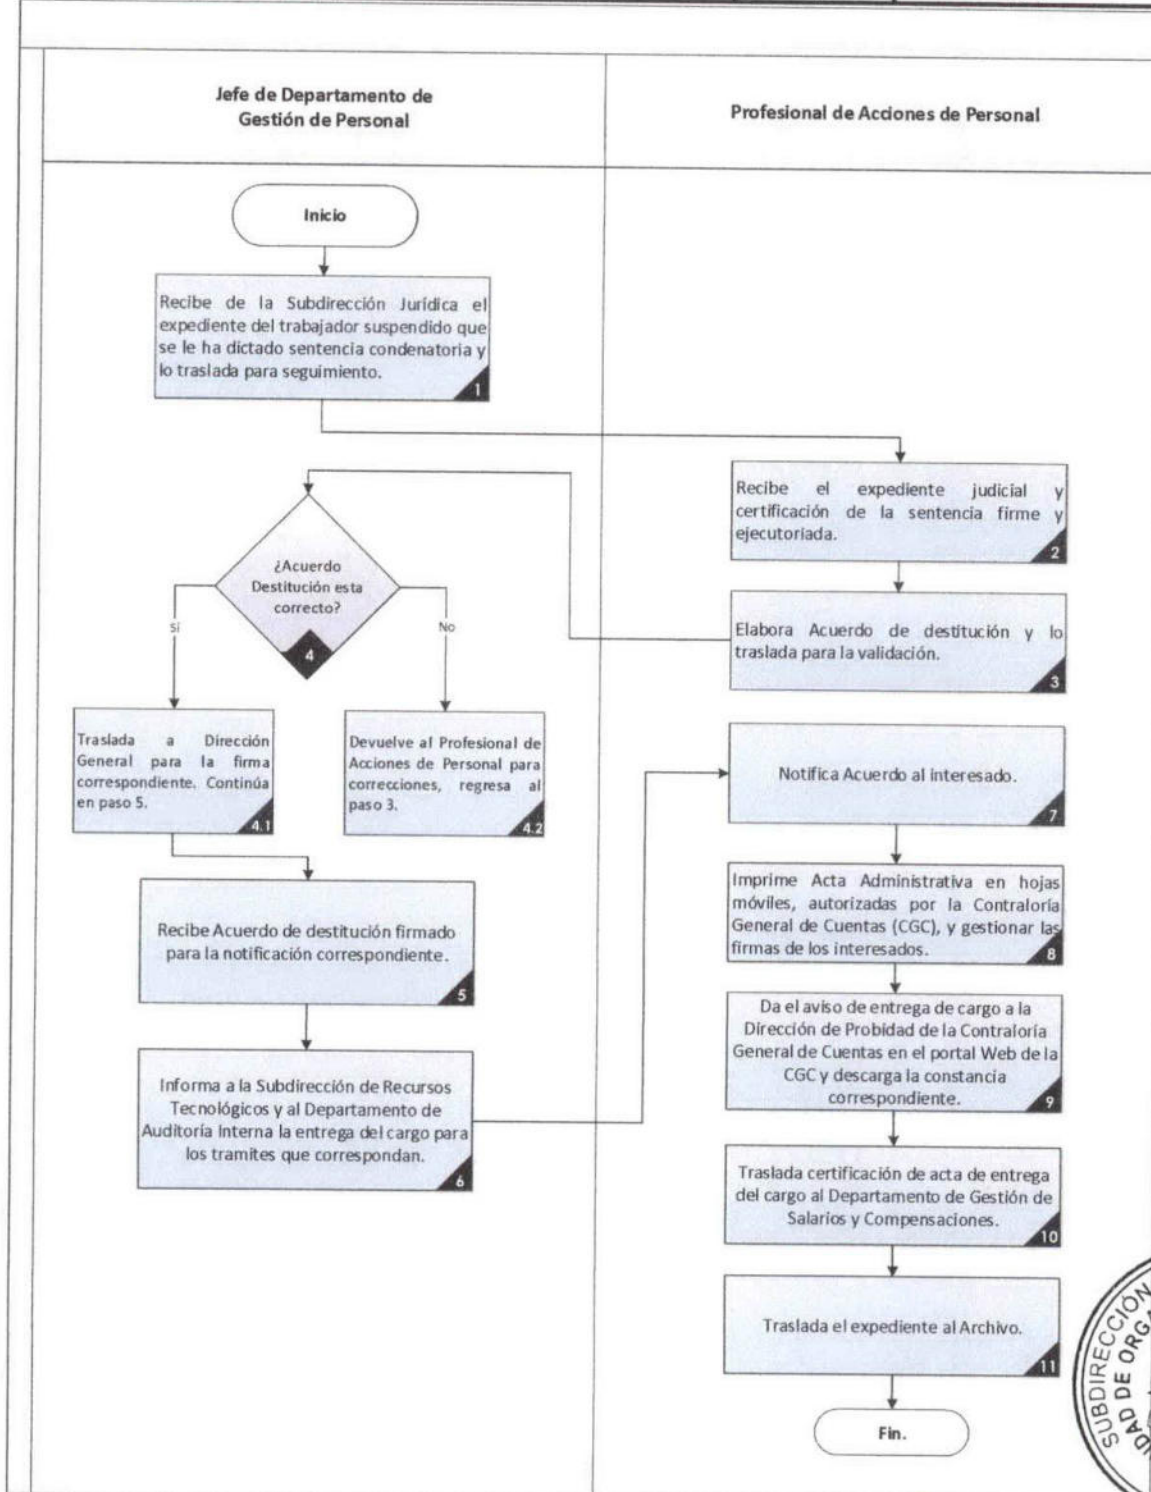 Jefe de Departamento de
Gestión de Personal
Profesional de Acciones de Personal
Inicio
Recibe de la Subdirección Jurídica el
expediente del trabajador suspendido que
se le ha dictado sentencia condenatoria y
lo traslada para seguimiento.
1
Recibe el expediente judicial y
certificación de la sentencia firme y
ejecutoriada.
2
Elabora Acuerdo de destitución y lo
traslada para la validación.
3
¿Acuerdo
Destitución esta
correcto?
4
Sí
No
Traslada a Dirección
General para la firma
correspondiente. Continúa
en paso 5.
4.1
Devuelve al Profesional de
Acciones de Personal para
correcciones, regresa al
paso 3.
4.2
Recibe Acuerdo de destitución firmado
para la notificación correspondiente.
5
Informa a la Subdirección de Recursos
Tecnológicos y al Departamento de
Auditoría Interna la entrega del cargo para
los tramites que correspondan.
6
Notifica Acuerdo al interesado.
7
Imprime Acta Administrativa en hojas
móviles, autorizadas por la Contraloría
General de Cuentas (CGC), y gestionar las
firmas de los interesados.
8
Da el aviso de entrega de cargo a la
Dirección de Probidad de la Contraloría
General de Cuentas en el portal Web de la
CGC y descarga la constancia
correspondiente.
9
Traslada certificación de acta de entrega
del cargo al Departamento de Gestión de
Salarios y Compensaciones.
10
Traslada el expediente al Archivo.
11
Fin.
SUBDIRECCIÓN
DE